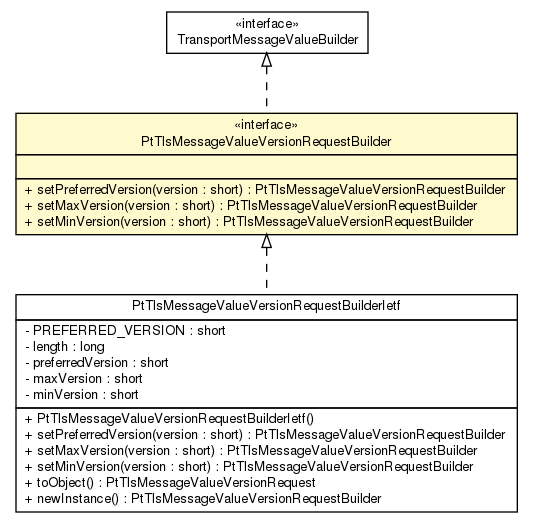 «interface»
TransportMessageValueBuilder
«interface»
PtTlsMessageValueVersionRequestBuilder
+ setPreferredVersion(version : short) : PtTlsMessageValueVersionRequestBuilder
+ setMaxVersion(version : short) : PtTlsMessageValueVersionRequestBuilder
+ setMinVersion(version : short) : PtTlsMessageValueVersionRequestBuilder
PtTlsMessageValueVersionRequestBuilderIetf
- PREFERRED_VERSION : short
- length : long
- preferredVersion : short
- maxVersion : short
- minVersion : short
+ PtTlsMessageValueVersionRequestBuilderIetf()
+ setPreferredVersion(version : short) : PtTlsMessageValueVersionRequestBuilder
+ setMaxVersion(version : short) : PtTlsMessageValueVersionRequestBuilder
+ setMinVersion(version : short) : PtTlsMessageValueVersionRequestBuilder
+ toObject() : PtTlsMessageValueVersionRequest
+ newInstance() : PtTlsMessageValueVersionRequestBuilder